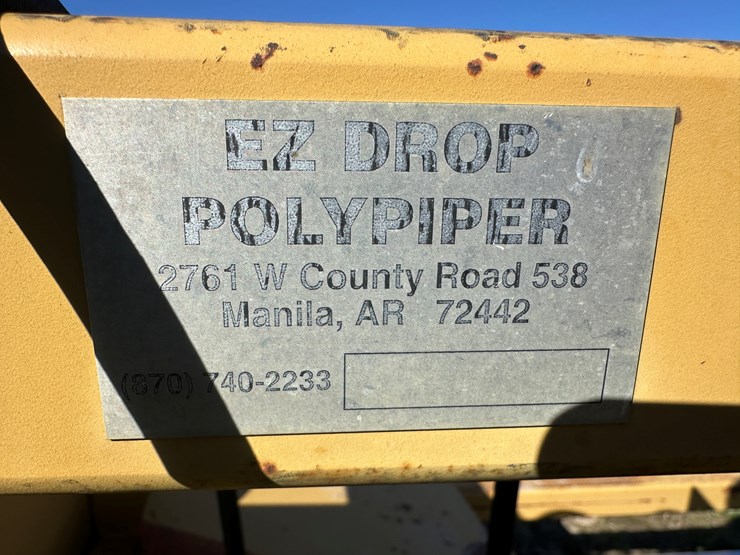 EZ DROP
POLYPIPER
2761 W County Road 538
Manila, AR 72442
(870) 740-2233